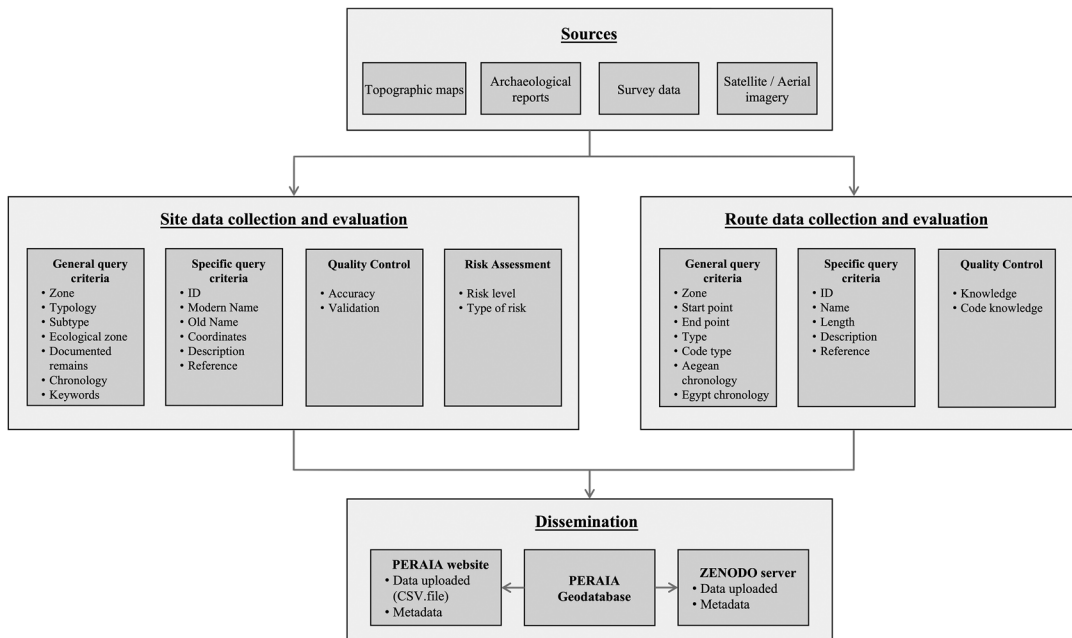 Sources
Topographic maps
Archaeological
reports
Survey data
Satellite / Aerial
imagery
Site data collection and evaluation
General query
criteria
• Zone
• Typology
• Subtype
• Ecological zone
• Documented
remains
• Chronology
• Keywords
Specific query
criteria
• ID
• Modern Name
• Old Name
• Coordinates
• Description
• Reference
Quality Control
• Accuracy
• Validation
Risk Assessment
• Risk level
• Type of risk
Route data collection and evaluation
General query
criteria
• Zone
• Start point
• End point
• Type
• Code type
• Aegean
chronology
• Egypt chronology
Specific query
criteria
• ID
• Name
• Length
• Description
• Reference
Quality Control
• Knowledge
• Code knowledge
Dissemination
PERAIA website
• Data uploaded
(CSV.file)
• Metadata
PERAIA
Geodatabase
ZENODO server
• Data uploaded
• Metadata